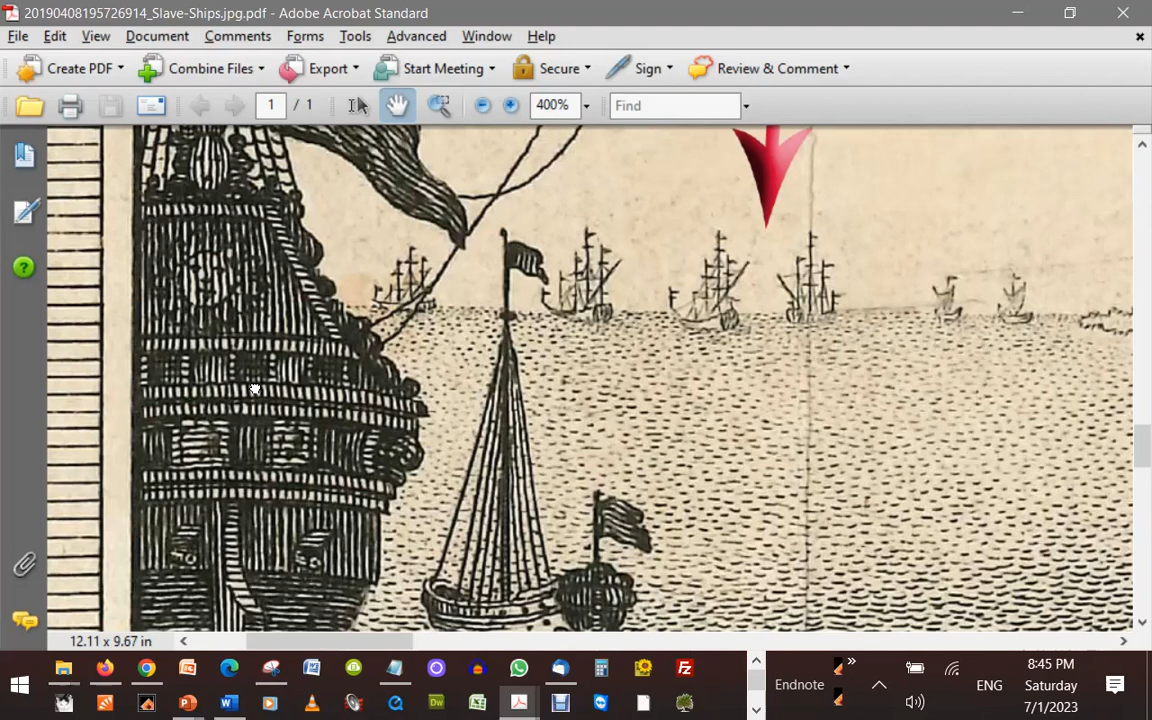 20190408195726914_Slave-Ships.jpg.pdf - Adobe Acrobat Standard
File Edit View Document Comments Forms Tools Advanced Window Help
Create PDF Combine Files Export Start Meeting Secure Sign Review & Comment
1 / 1 400% Find
12.11 x 9.67 in
Endnote
ENG
8:45 PM
Saturday
7/1/2023